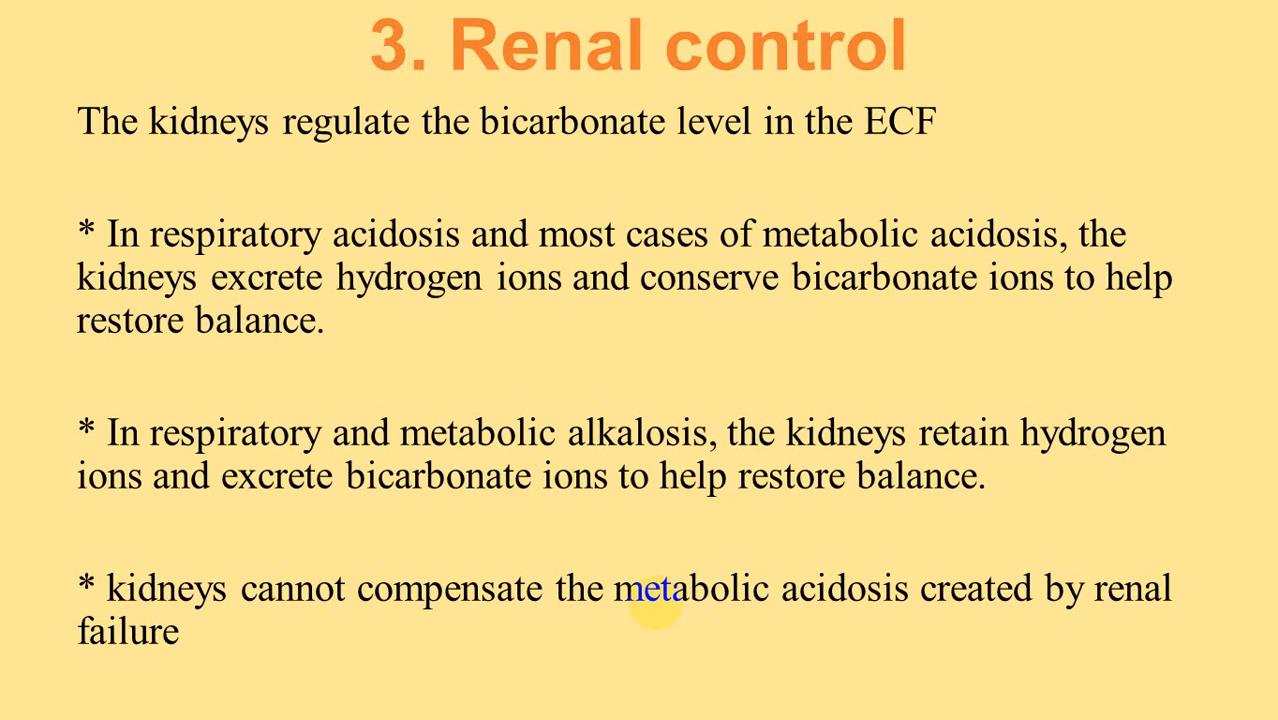 3. Renal control
The kidneys regulate the bicarbonate level in the ECF
* In respiratory acidosis and most cases of metabolic acidosis, the
kidneys excrete hydrogen ions and conserve bicarbonate ions to help
restore balance.
* In respiratory and metabolic alkalosis, the kidneys retain hydrogen
ions and excrete bicarbonate ions to help restore balance.
* kidneys cannot compensate the metabolic acidosis created by renal
failure